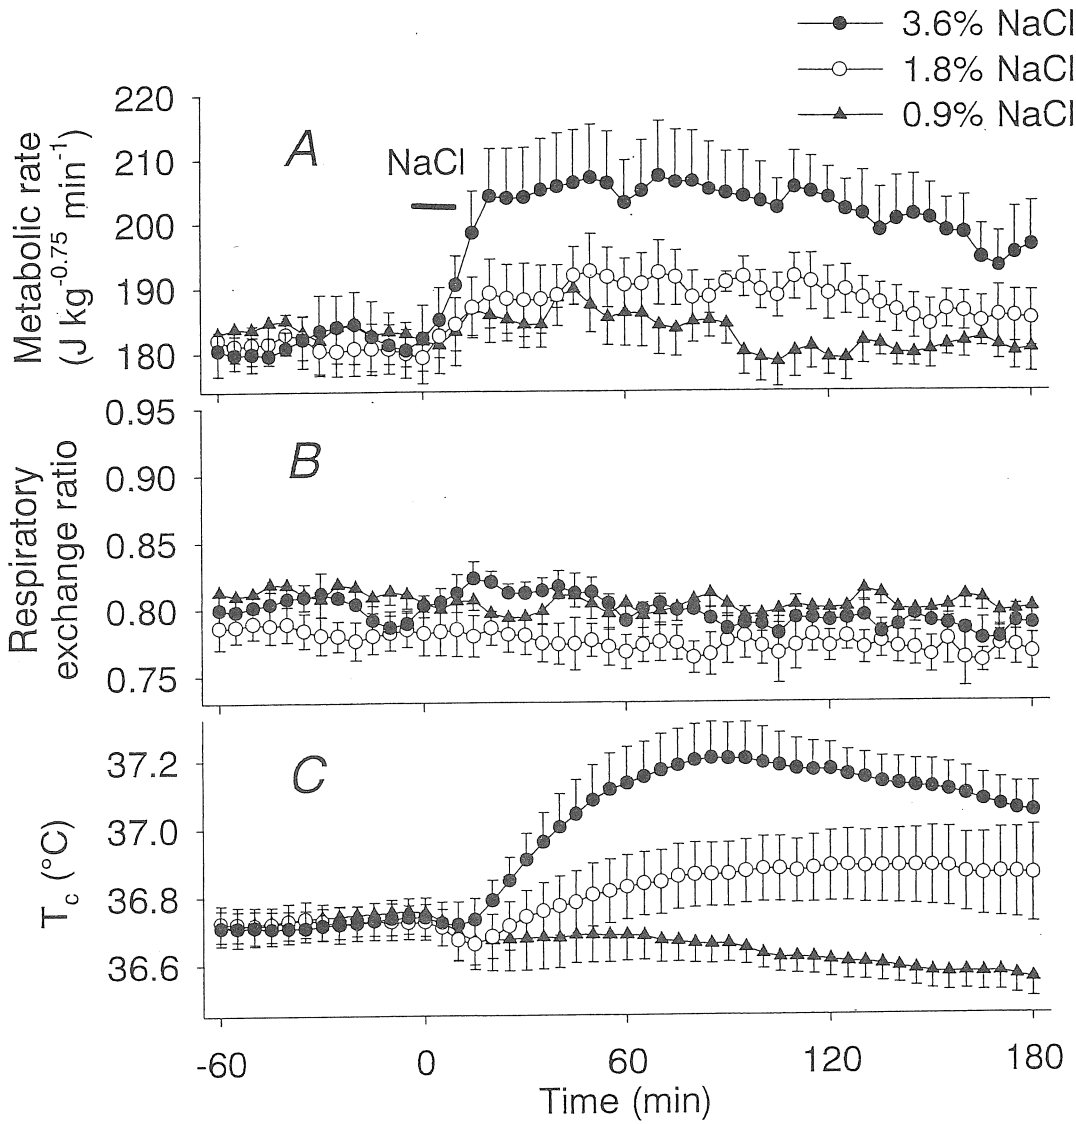 3.6% NaCl
1.8% NaCl
0.9% NaCl
Metabolic rate
(J kg-0.75 min-1)
220
210
200
190
180
A
NaCl
Respiratory
exchange ratio
0.95
0.90
0.85
0.80
0.75
B
Tc (°C)
37.2
37.0
36.8
36.6
C
-60 0 60 120 180
Time (min)